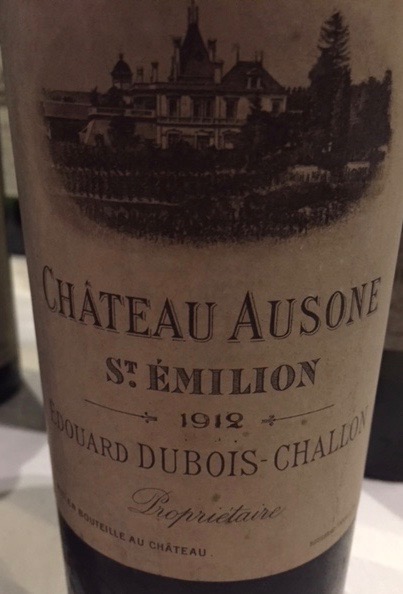 CHÂTEAU AUSONE
ST. ÉMILION
1912
EDOUARD DUBOIS-CHALLON
Propriétaire
BOUTEILLE AU CHÂTEAU.